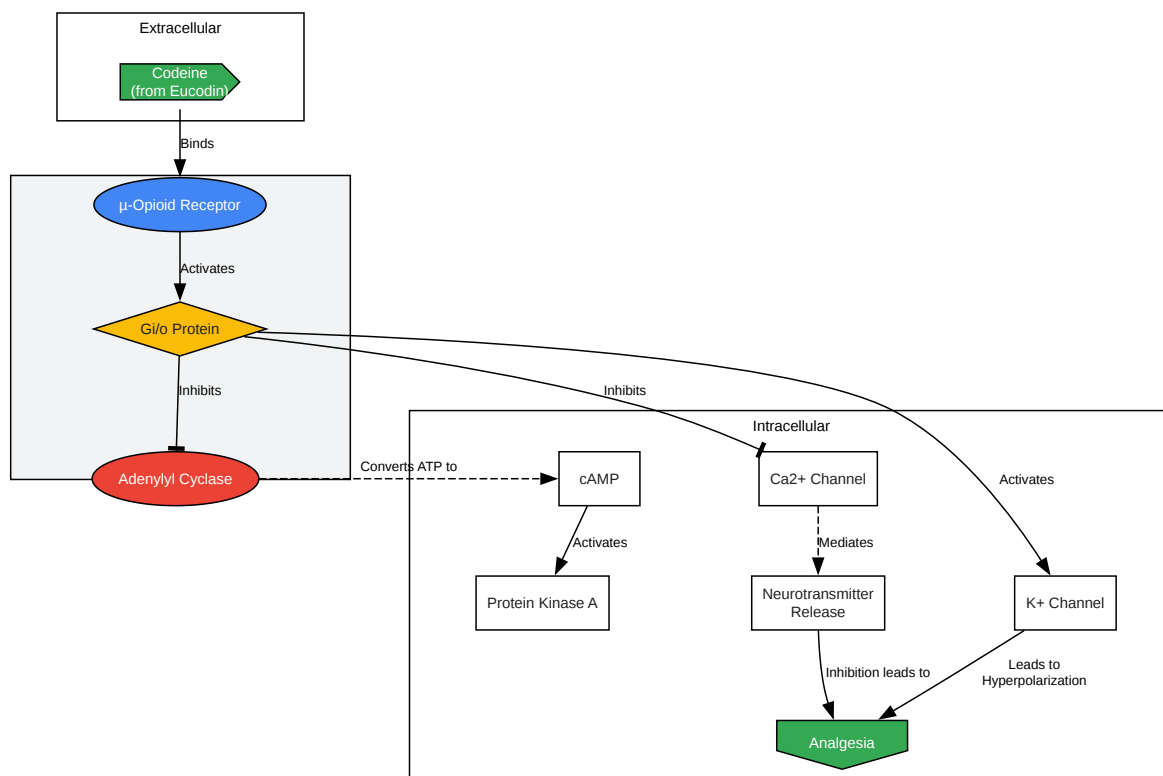 Extracellular
Codeine
(from Eucodin)
Binds
µ-Opioid Receptor
Activates
Gi/o Protein
Inhibits
Inhibits
Adenylyl Cyclase
Converts ATP to
Intracellular
cAMP
Ca2+ Channel
Activates
Activates
Mediates
Protein Kinase A
Neurotransmitter
Release
K+ Channel
Inhibition leads to
Leads to
Hyperpolarization
Analgesia